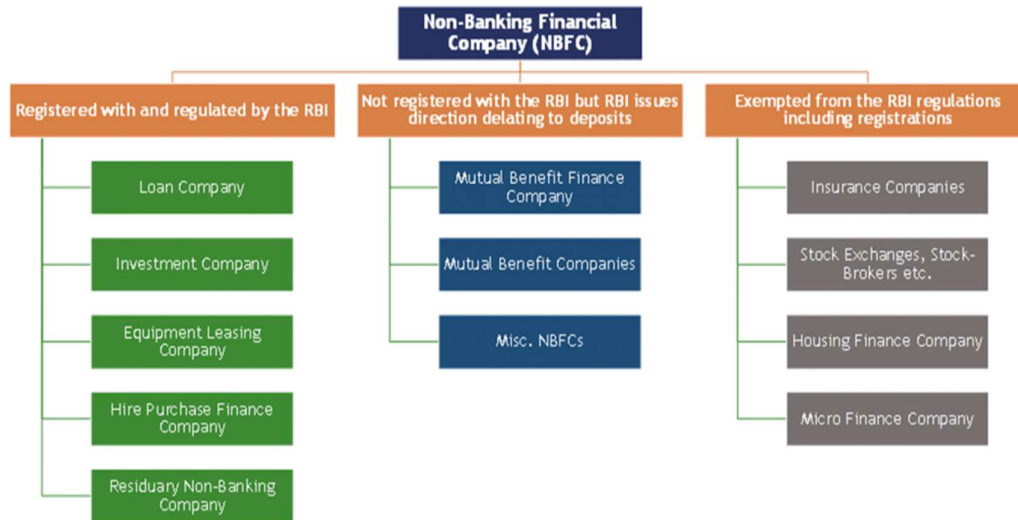 Non-Banking Financial
Company (NBFC)
Registered with and regulated by the RBI
Not registered with the RBI but RBI issues
direction delating to deposits
Exempted from the RBI regulations
including registrations
Loan Company
Investment Company
Equipment Leasing
Company
Hire Purchase Finance
Company
Residuary Non-Banking
Company
Mutual Benefit Finance
Company
Mutual Benefit Companies
Misc. NBFCs
Insurance Companies
Stock Exchanges, Stock-
Brokers etc.
Housing Finance Company
Micro Finance Company